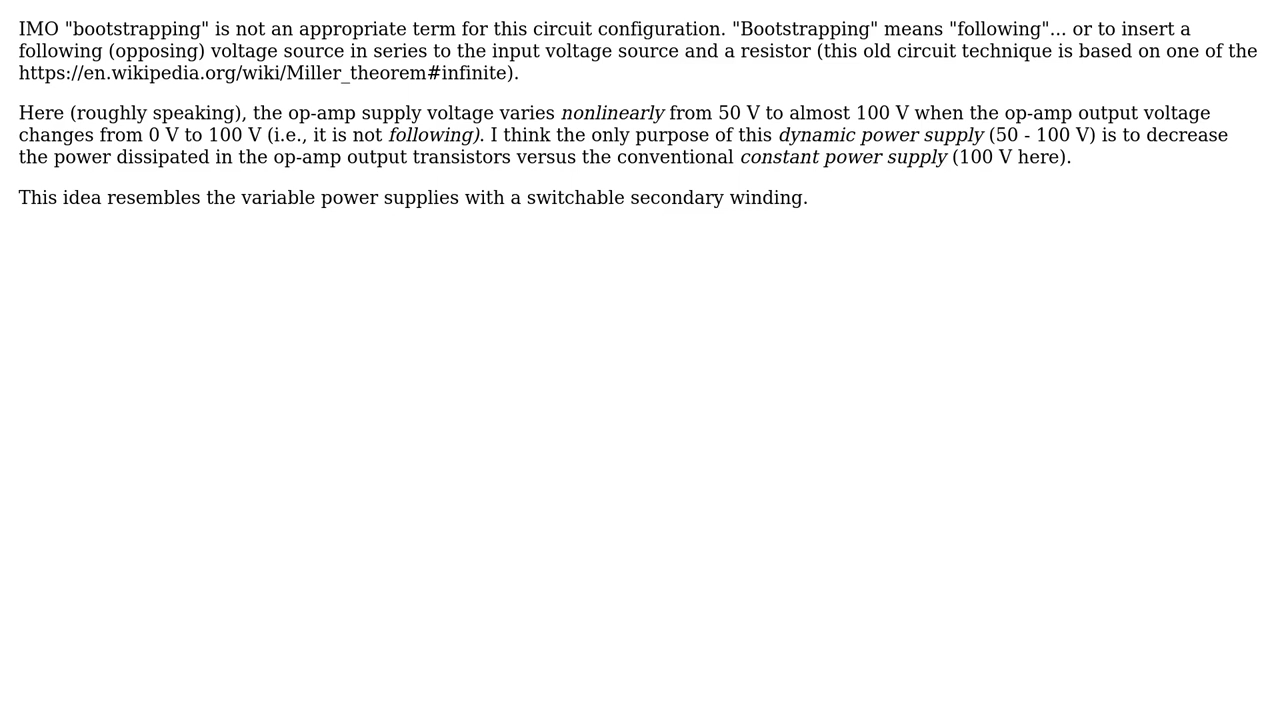 IMO "bootstrapping" is not an appropriate term for this circuit configuration. "Bootstrapping" means "following"... or to insert a
following (opposing) voltage source in series to the input voltage source and a resistor (this old circuit technique is based on one of the
https://en.wikipedia.org/wiki/Miller_theorem#infinite).
Here (roughly speaking), the op-amp supply voltage varies nonlinearly from 50 V to almost 100 V when the op-amp output voltage
changes from 0 V to 100 V (i.e., it is not following). I think the only purpose of this dynamic power supply (50 - 100 V) is to decrease
the power dissipated in the op-amp output transistors versus the conventional constant power supply (100 V here).
This idea resembles the variable power supplies with a switchable secondary winding.